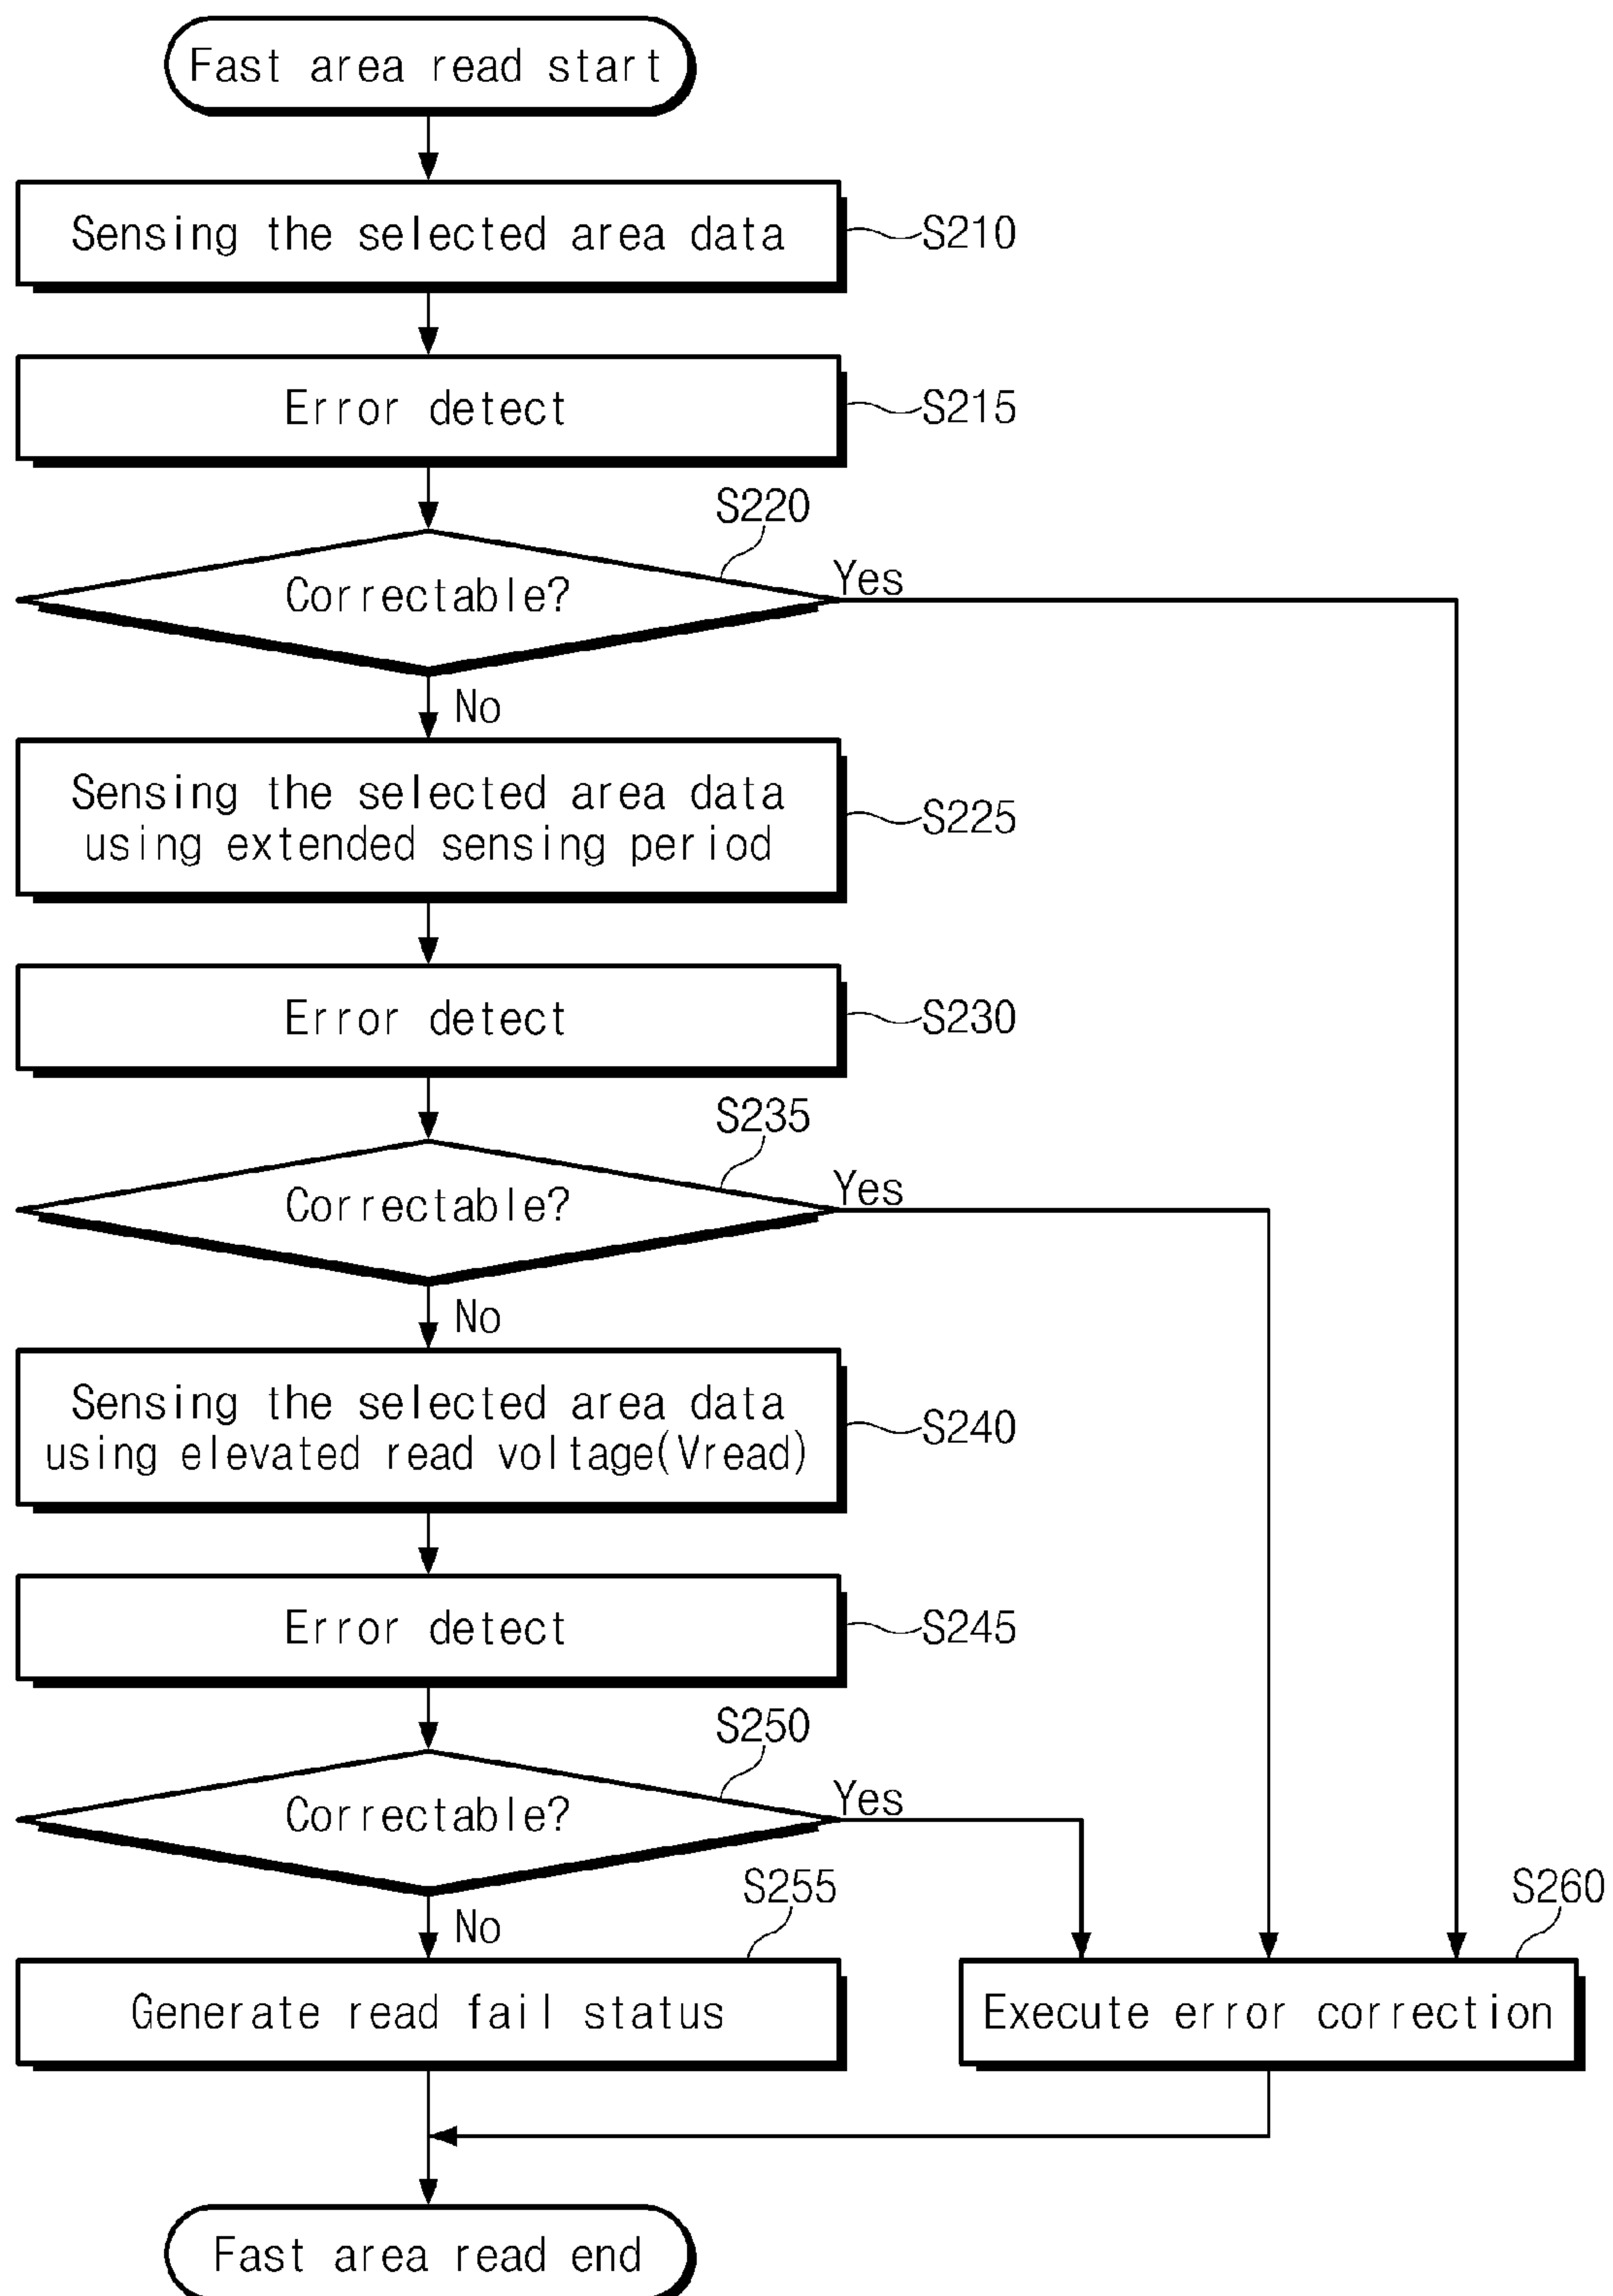 Fast area read start
Sensing the selected area data
S210
Error detect
S215
S220
Correctable?
Yes
No
Sensing the selected area data
using extended sensing period
S225
Error detect
S230
S235
Correctable?
Yes
No
Sensing the selected area data
using elevated read voltage(Vread)
S240
Error detect
S245
S250
Correctable?
Yes
No
S255
Generate read fail status
S260
Execute error correction
Fast area read end